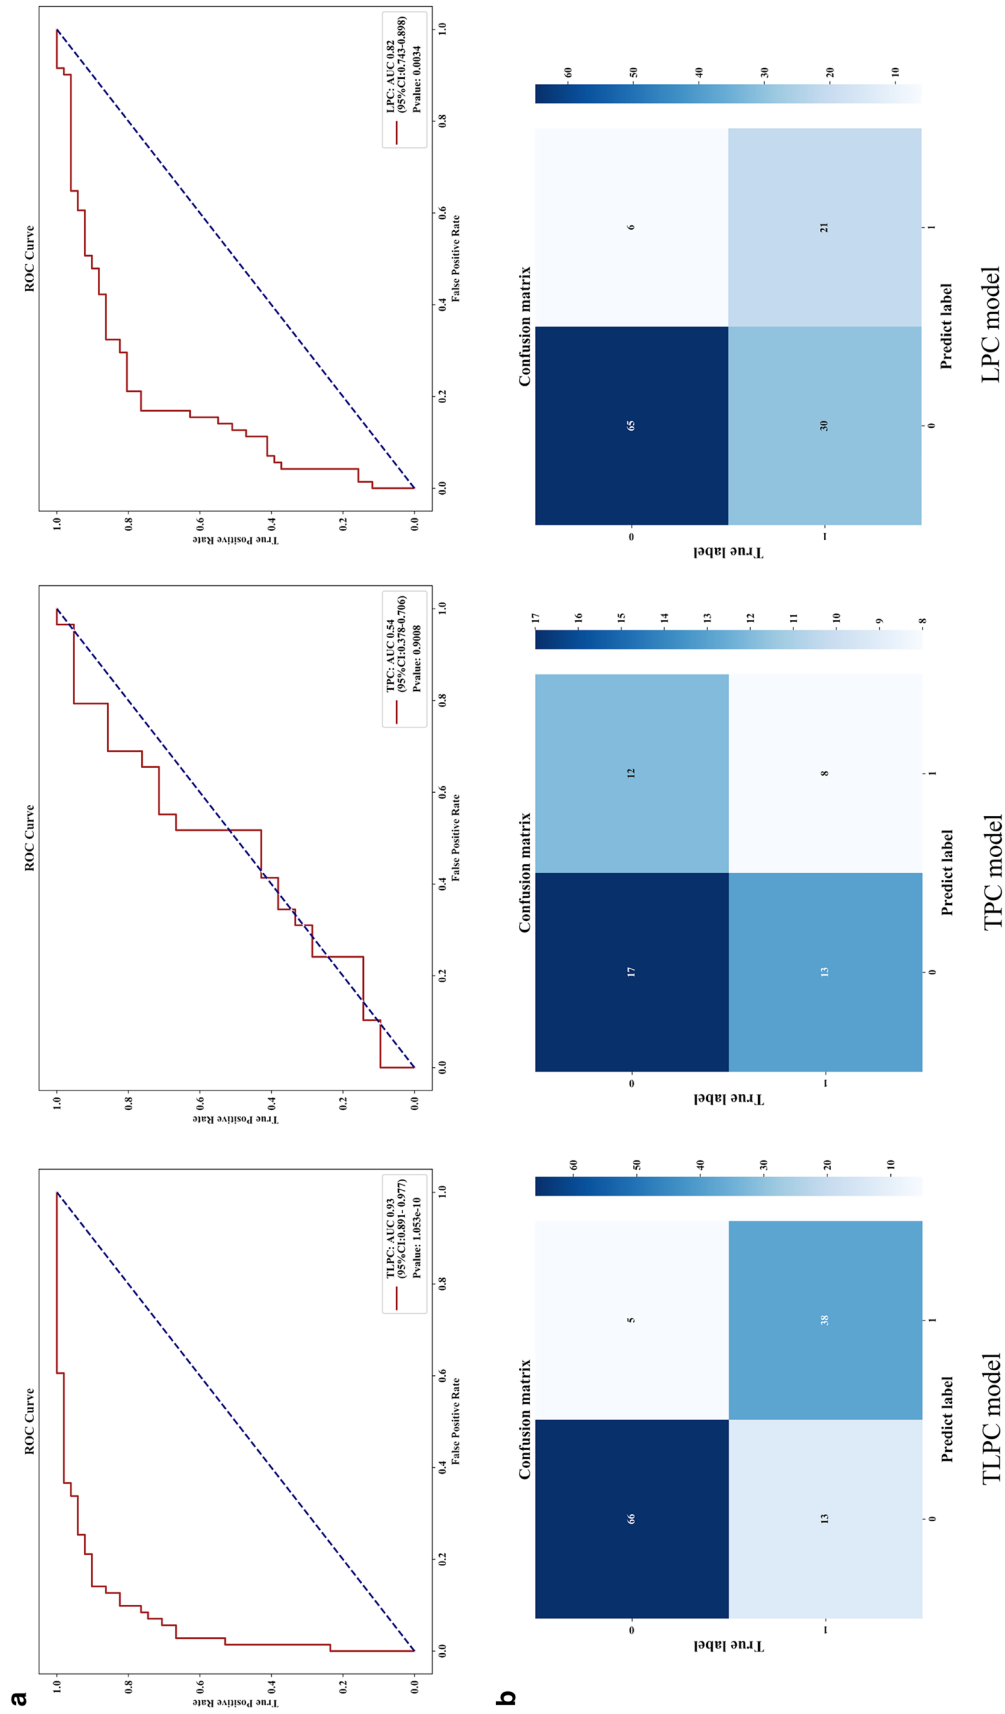 a
ROC Curve
1.0
0.8
0.6
0.4
0.2
0.0
True Positive Rate
0.0
0.2
0.4
0.6
0.8
1.0
False Positive Rate
TLPC: AUC 0.93
(95%CI:0.891- 0.977)
Pvalue: 1.053e-10
ROC Curve
1.0
0.8
0.6
0.4
0.2
0.0
True Positive Rate
0.0
0.2
0.4
0.6
0.8
1.0
False Positive Rate
TPC: AUC 0.54
(95%CI:0.378-0.706)
Pvalue: 0.9008
ROC Curve
1.0
0.8
0.6
0.4
0.2
0.0
True Positive Rate
0.0
0.2
0.4
0.6
0.8
1.0
False Positive Rate
LPC: AUC 0.82
(95%CI:0.743-0.898)
Pvalue: 0.0034
b
Confusion matrix
True label
0
1
66
5
13
38
0
1
Predict label
60
50
40
30
20
10
TLPC model
Confusion matrix
True label
0
1
17
12
13
8
0
1
Predict label
17
16
15
14
13
12
11
10
9
8
TPC model
Confusion matrix
True label
0
1
65
6
30
21
0
1
Predict label
60
50
40
30
20
10
LPC model